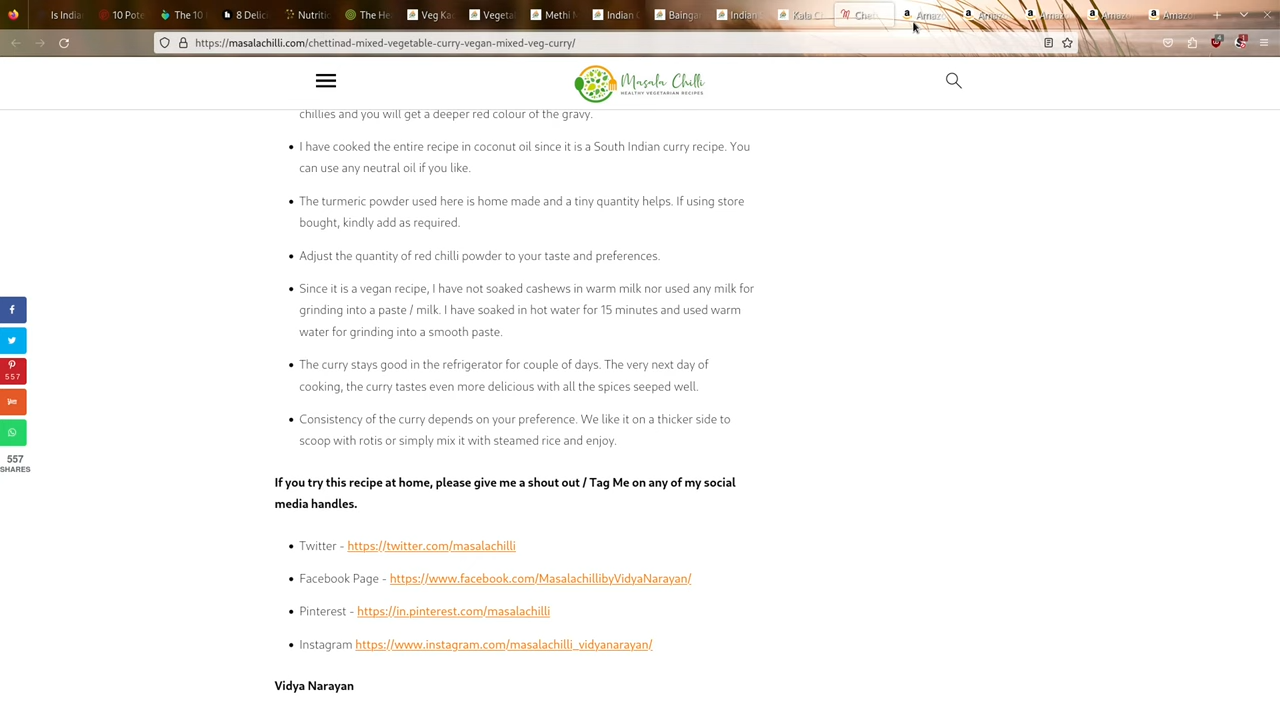 Is India
10 Pote
The 10
8 Delic
Nutritic
The He
Veg Ka
Vegeta
Methi M
Indian
Bainga
Indian
Kala C
Chet
Amazo
Amazo
Amazo
Amazo
Amazo
https://masalachilli.com/chettinad-mixed-vegetable-curry-vegan-mixed-veg-curry/
4
1
Masala Chilli
HEALTHY VEGETARIAN RECIPES
chillies and you will get a deeper red colour of the gravy.
I have cooked the entire recipe in coconut oil since it is a South Indian curry recipe. You
can use any neutral oil if you like.
The turmeric powder used here is home made and a tiny quantity helps. If using store
bought, kindly add as required.
Adjust the quantity of red chilli powder to your taste and preferences.
Since it is a vegan recipe, I have not soaked cashews in warm milk nor used any milk for
grinding into a paste / milk. I have soaked in hot water for 15 minutes and used warm
water for grinding into a smooth paste.
The curry stays good in the refrigerator for couple of days. The very next day of
cooking, the curry tastes even more delicious with all the spices seeped well.
Consistency of the curry depends on your preference. We like it on a thicker side to
scoop with rotis or simply mix it with steamed rice and enjoy.
557
557
SHARES
If you try this recipe at home, please give me a shout out / Tag Me on any of my social
media handles.
Twitter - https://twitter.com/masalachilli
Facebook Page - https://www.facebook.com/MasalachillibyVidyaNarayan/
Pinterest - https://in.pinterest.com/masalachilli
Instagram https://www.instagram.com/masalachilli_vidyanarayan/
Vidya Narayan